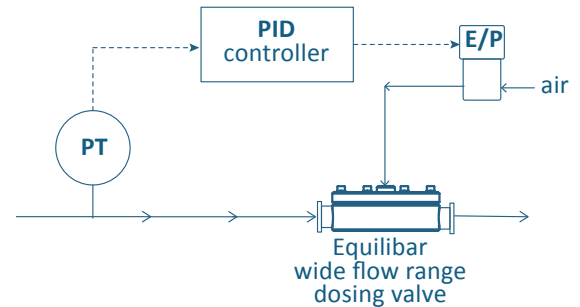 PID
controller
E/P
air
PT
Equilibar
wide flow range
dosing valve